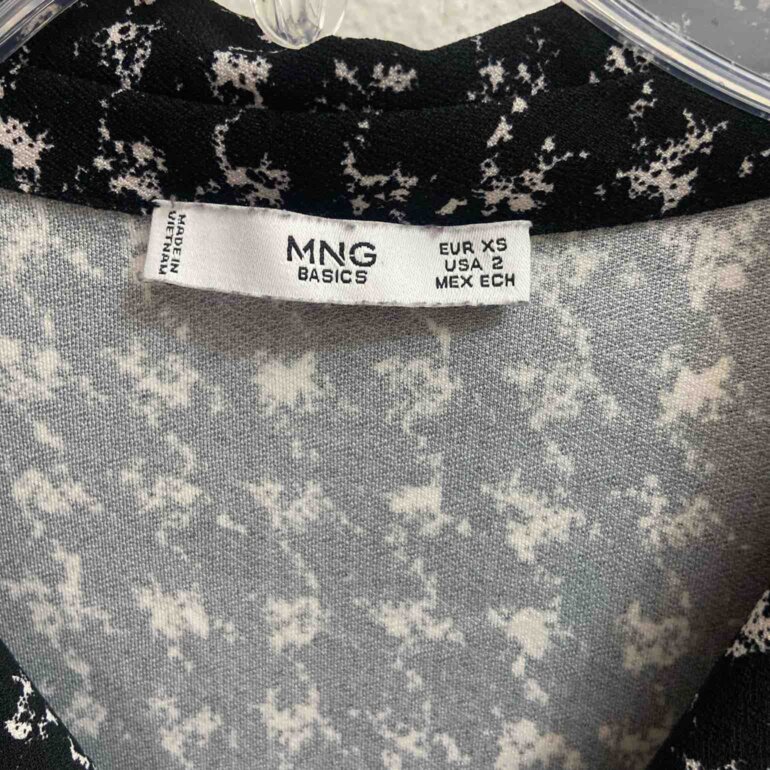 MADE IN
VIETNAM
MNG
BASICS
EUR XS
USA 2
MEX ECH